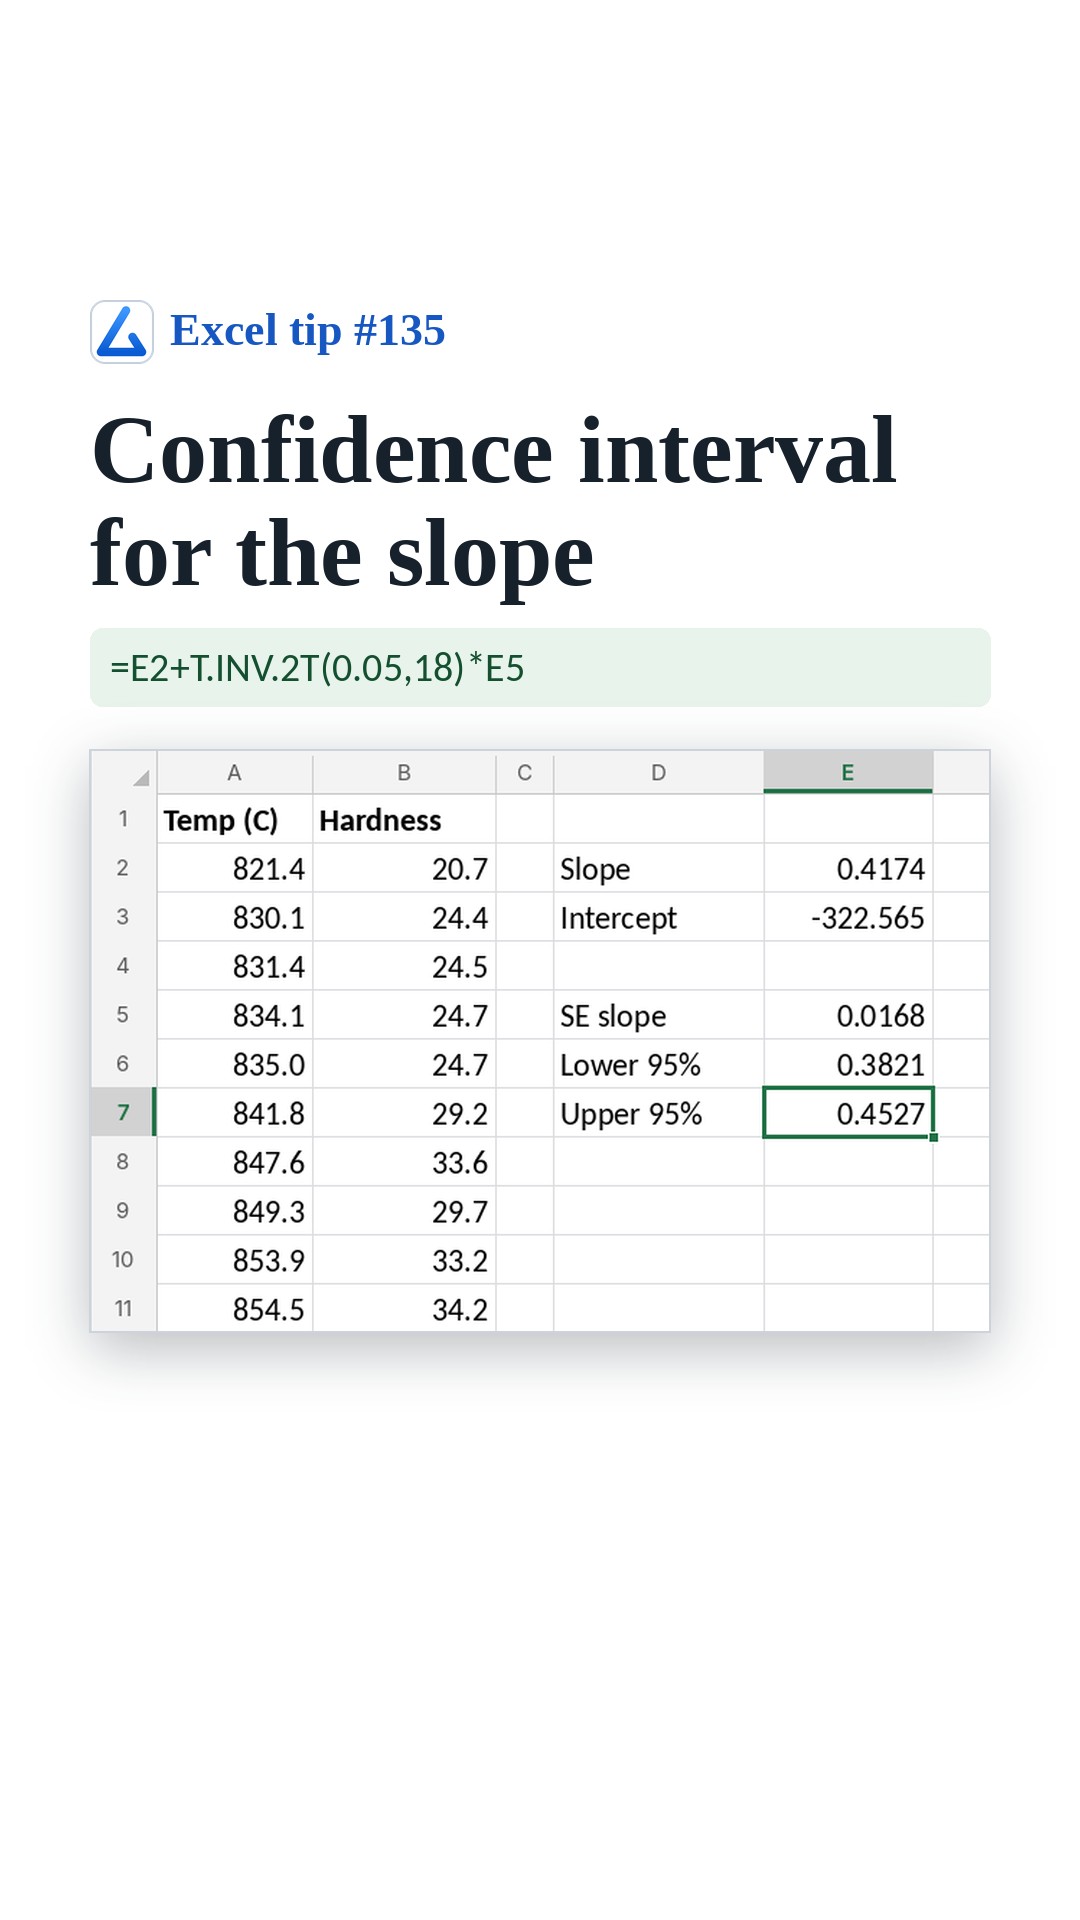 Excel tip #135
Confidence interval
for the slope
=E2+T.INV.2T(0.05,18)*E5
A B C D E
1 Temp (C) Hardness
2 821.4 20.7 Slope 0.4174
3 830.1 24.4 Intercept -322.565
4 831.4 24.5
5 834.1 24.7 SE slope 0.0168
6 835.0 24.7 Lower 95% 0.3821
7 841.8 29.2 Upper 95% 0.4527
8 847.6 33.6
9 849.3 29.7
10 853.9 33.2
11 854.5 34.2